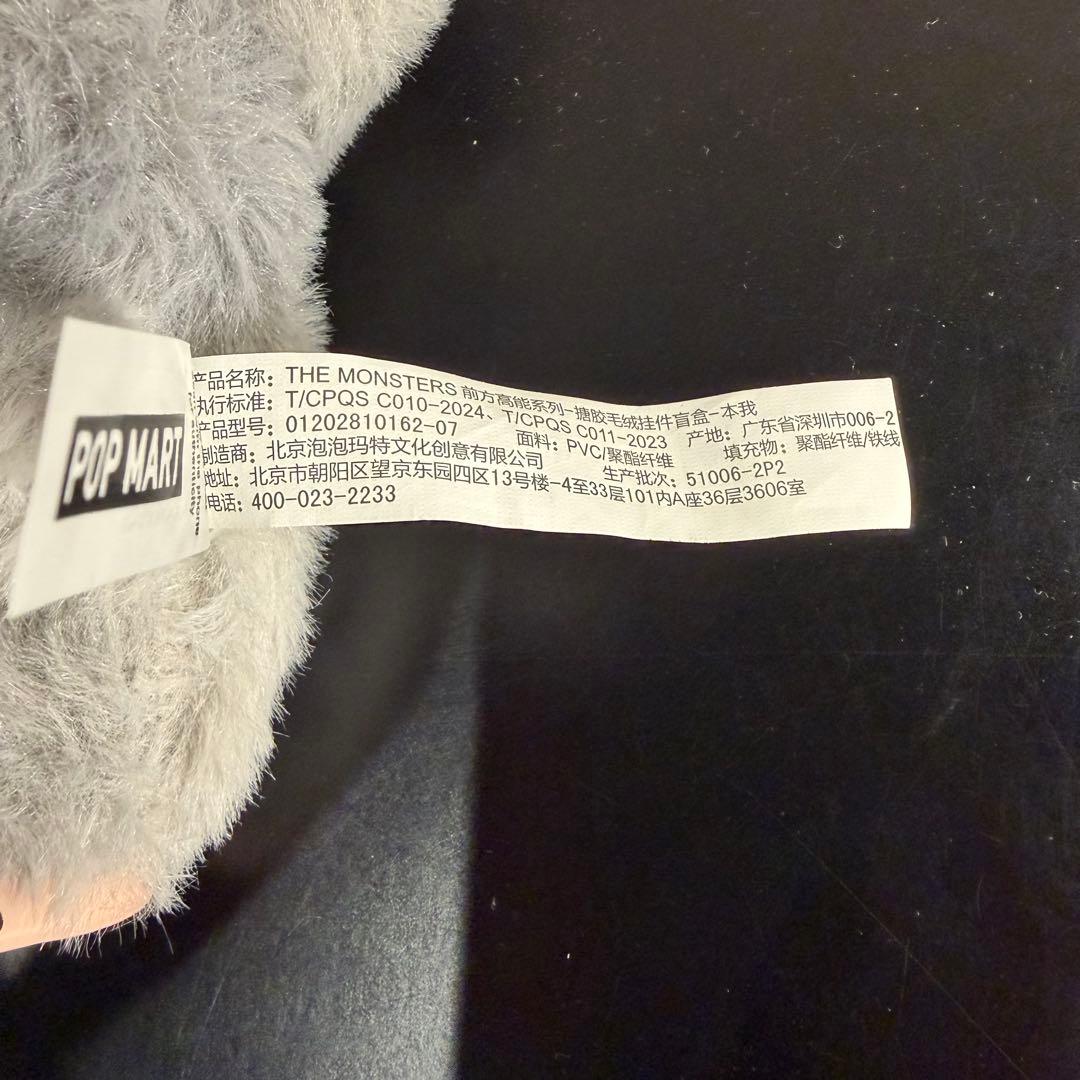 POP MART
产品名称：THE MONSTERS 前方高能系列-搪胶毛绒挂件盲盒-本我
执行标准：T/CPQS C010-2024、T/CPQS C011-2023 产地：广东省深圳市006-2
产品型号：01202810162-07 面料：PVC/聚酯纤维 填充物：聚酯纤维/铁线
制造商：北京泡泡玛特文化创意有限公司 生产批次：51006-2P2
地址：北京市朝阳区望京东园四区13号楼-4至33层101内A座36层3606室
电话：400-023-2233